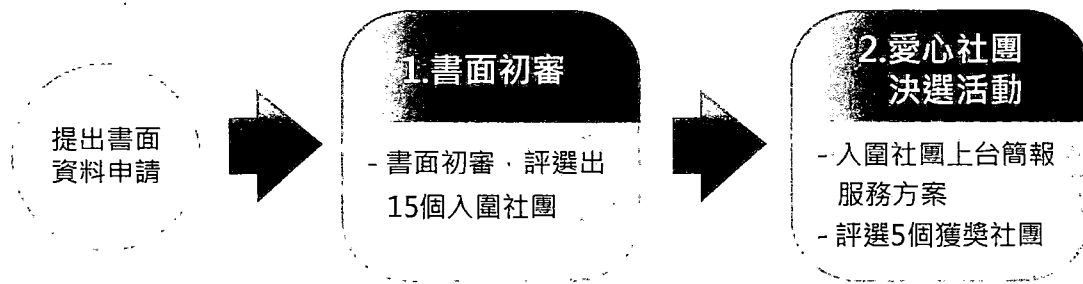 提出書面
資料申請
1.書面初審
- 書面初審，評選出
15個入圍社團
2.愛心社團
決選活動
- 入圍社團上台簡報
服務方案
- 評選5個獲獎社團